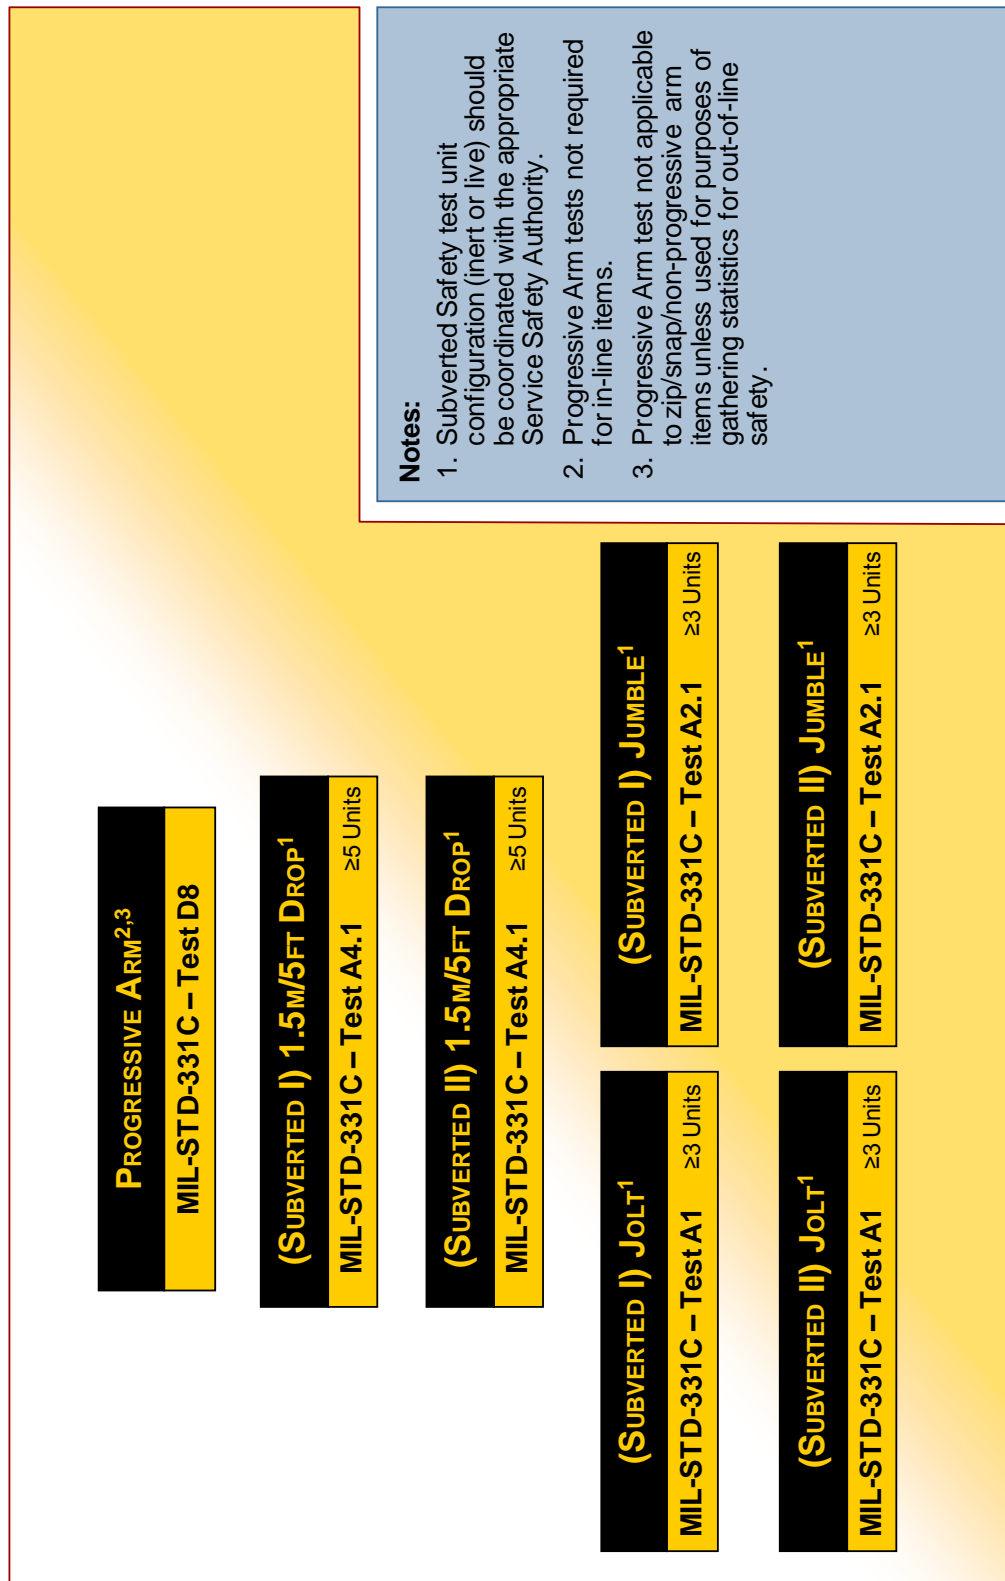 PROGRESSIVE ARM2,3
MIL-STD-331C – Test D8
(SUBVERTED I) 1.5M/5FT DROP1
MIL-STD-331C – Test A4.1 ≥5 Units
(SUBVERTED II) 1.5M/5FT DROP1
MIL-STD-331C – Test A4.1 ≥5 Units
(SUBVERTED I) JOLT1
MIL-STD-331C – Test A1 ≥3 Units
(SUBVERTED I) JUMBLE1
MIL-STD-331C – Test A2.1 ≥3 Units
(SUBVERTED II) JOLT1
MIL-STD-331C – Test A1 ≥3 Units
(SUBVERTED II) JUMBLE1
MIL-STD-331C – Test A2.1 ≥3 Units
Notes:
1. Subverted Safety test unit
configuration (inert or live) should
be coordinated with the appropriate
Service Safety Authority.
2. Progressive Arm tests not required
for in-line items.
3. Progressive Arm test not applicable
to zip/snap/non-progressive arm
items unless used for purposes of
gathering statistics for out-of-line
safety.